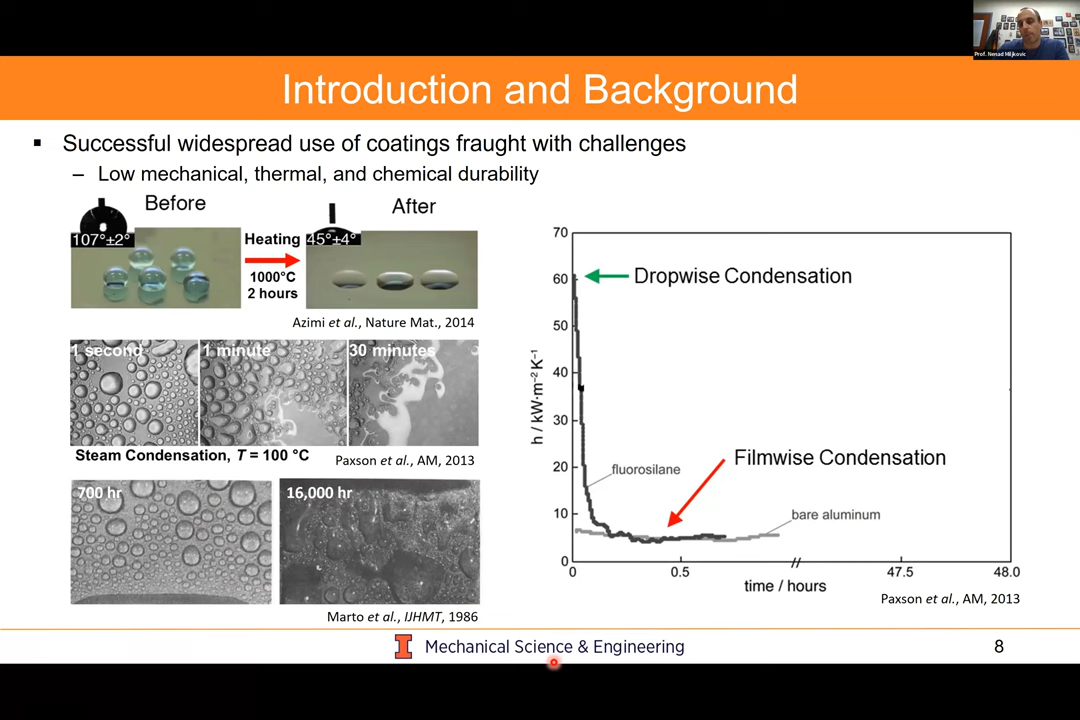 Prof. Nenad Miljkovic
Introduction and Background
▪ Successful widespread use of coatings fraught with challenges
– Low mechanical, thermal, and chemical durability
Before
After
107°±2°
Heating
45°±4°
1000°C
2 hours
Azimi et al., Nature Mat., 2014
1 second
1 minute
30 minutes
Steam Condensation, T = 100 °C
Paxson et al., AM, 2013
700 hr
16,000 hr
Marto et al., IJHMT, 1986
70
60
50
40
30
20
10
0
h / kW·m⁻²K⁻¹
Dropwise Condensation
Filmwise Condensation
fluorosilane
bare aluminum
0
0.5
//
47.5
48.0
time / hours
Paxson et al., AM, 2013
I Mechanical Science & Engineering
8